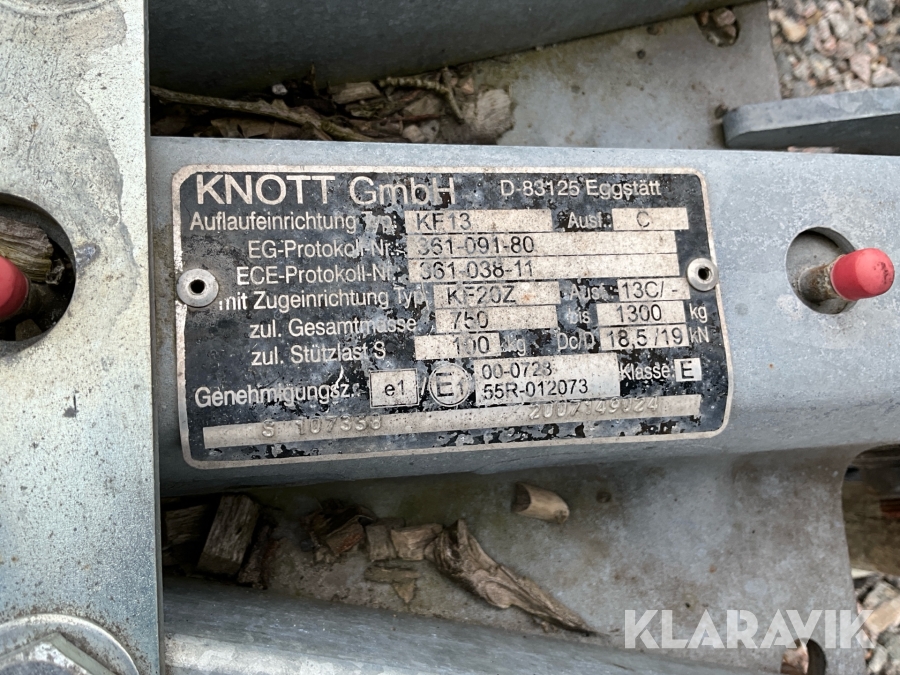 KNOTT GmbH D-83125 Eggstätt
Auflaufeinrichtung Typ: KF13 Ausf.: C
EG-Protokoll-Nr.: 361-091-80
ECE-Protokoll-Nr.: 361-038-11
mit Zugeinrichtung Typ: KF20Z Ausf.: 13C/-
zul. Gesamtmasse 750 bis 1300 kg
zul. Stützlast S 100 kg Dc/D 18,5/19 kN
Genehmigungsz.: e1 / E1 00-0723 Klasse: E
55R-012073
S 107338
KLARAVIK